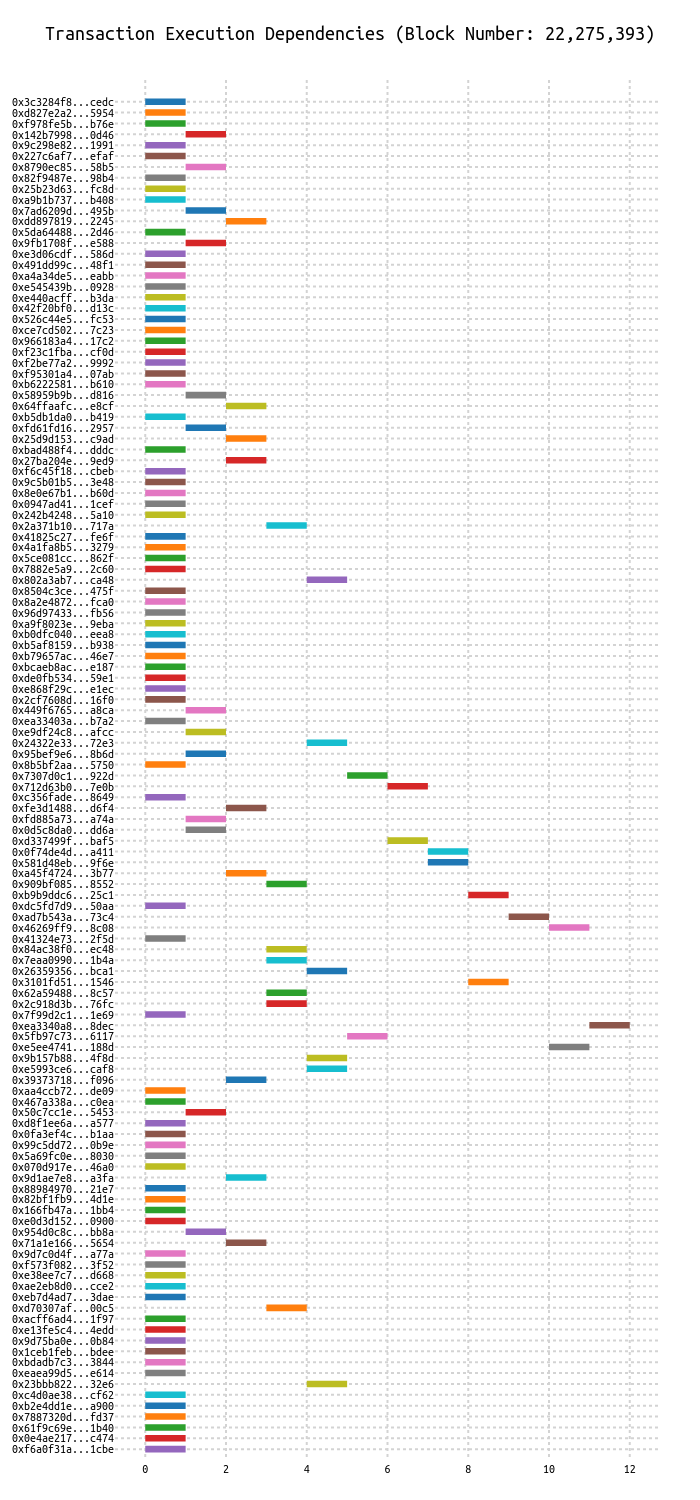 Transaction Execution Dependencies (Block Number: 22,275,393)
0x3c3284f8...cedc
0xd827e2a2...5954
0xf978fe5b...b76e
0x142b7998...0d46
0x9c298e82...1991
0x227c6af7...efaf
0x8790ec85...58b5
0x82f9487e...98b4
0x25b23d63...fc8d
0xa9b1b737...b408
0x7ad6209d...495b
0xdd897819...2245
0x5da64488...2d46
0x9fb1708f...e588
0xe3d06cdf...586d
0x491dd99c...48f1
0xa4a34de5...eabb
0xe545439b...0928
0xe440acff...b3da
0x42f20bf0...d13c
0x526c44e5...fc53
0xce7cd502...7c23
0x966183a4...17c2
0xf23c1fba...cf0d
0xf2be77a2...9992
0xf95301a4...07ab
0xb6222581...b610
0x58959b9b...d816
0x64ffaafc...e8cf
0xb5db1da0...b419
0xfd61fd16...2957
0x25d9d153...c9ad
0xbad488f4...dddc
0x27ba204e...9ed9
0xf6c45f18...cbeb
0x9c5b01b5...3e48
0x8e0e67b1...b60d
0x0947ad41...1cef
0x242b4248...5a10
0x2a371b10...717a
0x41825c27...fe6f
0x4a1fa8b5...3279
0x5ce081cc...862f
0x7882e5a9...2c60
0x802a3ab7...ca48
0x8504c3ce...475f
0x8a2e4872...fca0
0x96d97433...fb56
0xa9f8023e...9eba
0xb0dfc040...eea8
0xb5af8159...b938
0xb79657ac...46e7
0xbcaeb8ac...e187
0xde0fb534...59e1
0xe868f29c...e1ec
0x2cf7608d...16f0
0x449f6765...a8ca
0xea33403a...b7a2
0xe9df24c8...afcc
0x24322e33...72e3
0x95bef9e6...8b6d
0x8b5bf2aa...5750
0x7307d0c1...922d
0x712d63b0...7e0b
0xc356fade...8649
0xfe3d1488...d6f4
0xfd885a73...a74a
0x0d5c8da0...dd6a
0xd337499f...baf5
0x0f74de4d...a411
0x581d48eb...9f6e
0xa45f4724...3b77
0x909bf085...8552
0xb9b9ddc6...25c1
0xdc5fd7d9...50aa
0xad7b543a...73c4
0x46269ff9...8c08
0x41324e73...2f5d
0x84ac38f0...ec48
0x7eaa0990...1b4a
0x26359356...bca1
0x3101fd51...1546
0x62a59488...8c57
0x2c918d3b...76fc
0x7f99d2c1...1e69
0xea3340a8...8dec
0x5fb97c73...6117
0xe5ee4741...188d
0x9b157b88...4f8d
0xe5993ce6...caf8
0x39373718...f096
0xaa4ccb72...de09
0x467a338a...c0ea
0x50c7cc1e...5453
0xd8f1ee6a...a577
0x0fa3ef4c...b1aa
0x99c5dd72...0b9e
0x5a69fc0e...8030
0x070d917e...46a0
0x9d1ae7e8...a3fa
0x88984970...21e7
0x82bf1fb9...4d1e
0x166fb47a...1bb4
0xe0d3d152...0900
0x954d0c8c...bb8a
0x71a1e166...5654
0x9d7c0d4f...a77a
0xf573f082...3f52
0xe38ee7c7...d668
0xae2eb8d0...cce2
0xeb7d4ad7...3dae
0xd70307af...00c5
0xacff6ad4...1f97
0xe13fe5c4...4edd
0x9d75ba0e...0b84
0x1ceb1feb...bdee
0xbdadb7c3...3844
0xeaea99d5...e614
0x23bbb822...32e6
0xc4d0ae38...cf62
0xb2e4dd1e...a900
0x7887320d...fd37
0x61f9c69e...1b40
0x0e4ae217...c474
0xf6a0f31a...1cbe
0 2 4 6 8 10 12